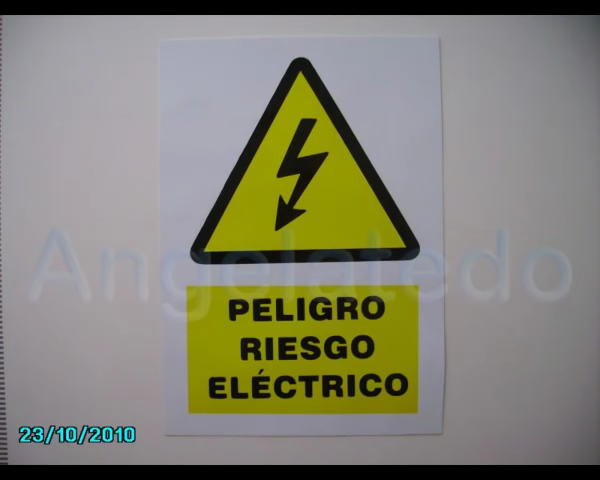 Angelatedo
PELIGRO
RIESGO
ELÉCTRICO
23/10/2010